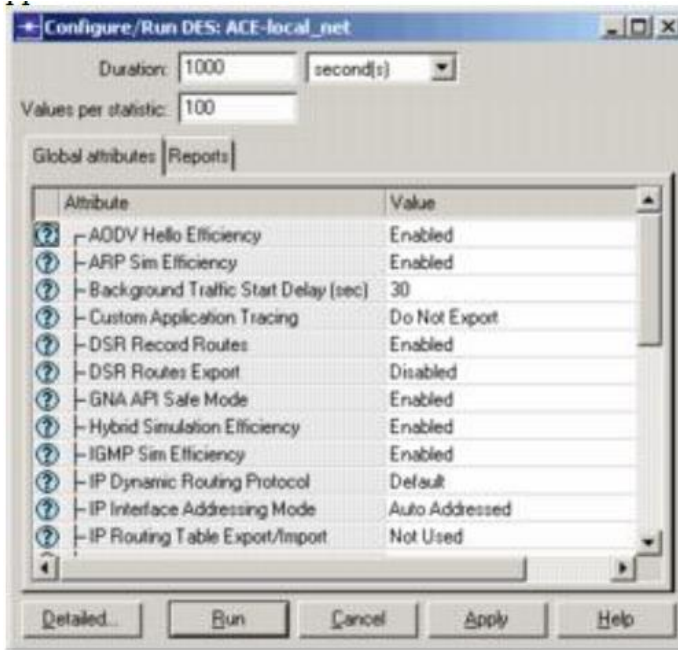 Configure/Run DES: ACE-local_net
Duration: 1000 second(s)
Values per statistic: 100
Global attributes Reports
Attribute Value
AODV Hello Efficiency Enabled
ARP Sim Efficiency Enabled
Background Traffic Start Delay (sec) 30
Custom Application Tracing Do Not Export
DSR Record Routes Enabled
DSR Routes Export Disabled
GNA API Safe Mode Enabled
Hybrid Simulation Efficiency Enabled
IGMP Sim Efficiency Enabled
IP Dynamic Routing Protocol Default
IP Interface Addressing Mode Auto Addressed
IP Routing Table Export/Import Not Used
Detailed... Run Cancel Apply Help